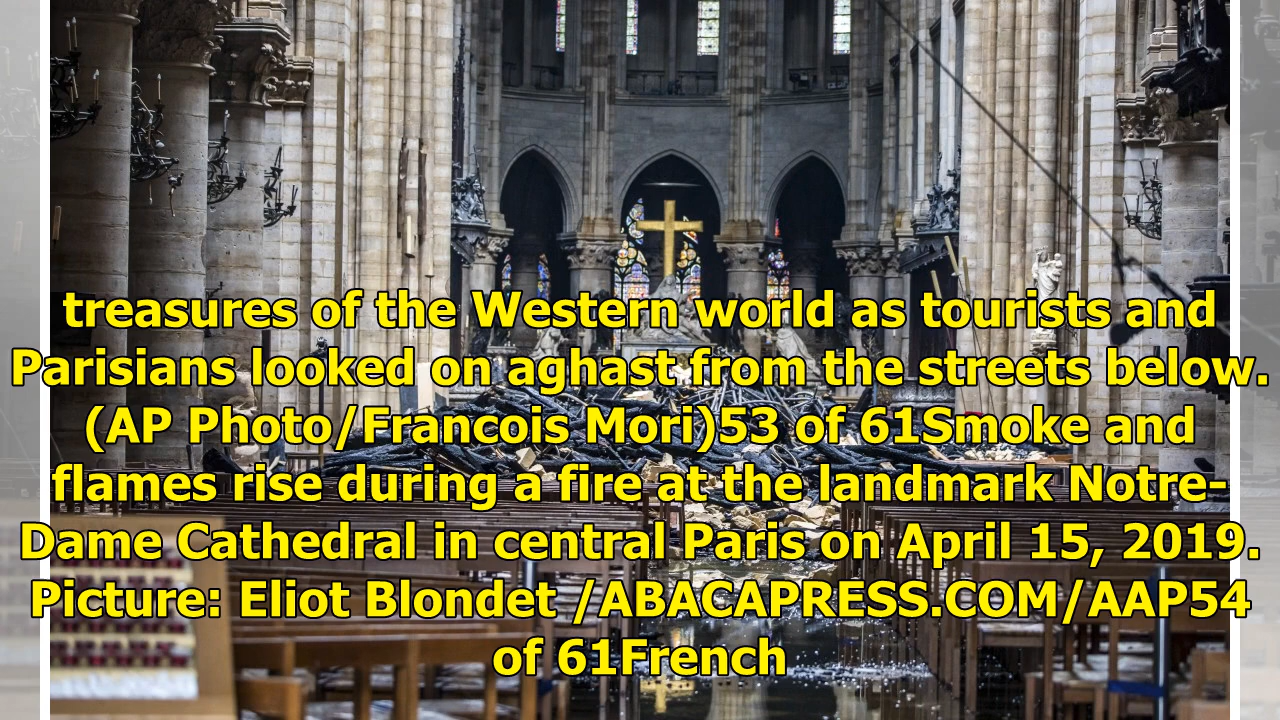 treasures of the Western world as tourists and
Parisians looked on aghast from the streets below.
(AP Photo/Francois Mori)53 of 61Smoke and
flames rise during a fire at the landmark Notre-
Dame Cathedral in central Paris on April 15, 2019.
Picture: Eliot Blondet /ABACAPRESS.COM/AAP54
of 61French